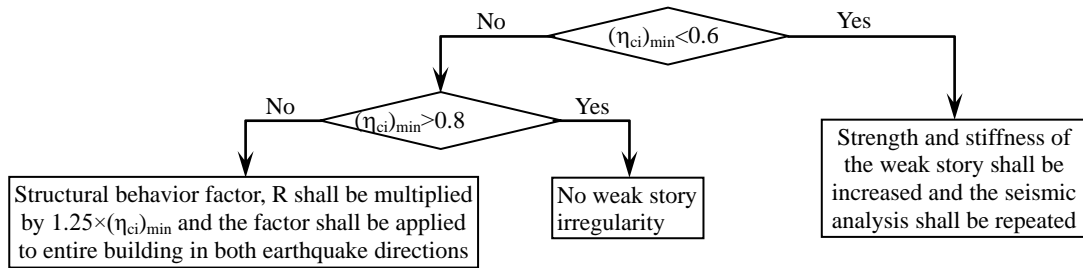 No
(ηci)min<0.6
Yes
No
(ηci)min>0.8
Yes
Structural behavior factor, R shall be multiplied
by 1.25×(ηci)min and the factor shall be applied
to entire building in both earthquake directions
No weak story
irregularity
Strength and stiffness of
the weak story shall be
increased and the seismic
analysis shall be repeated